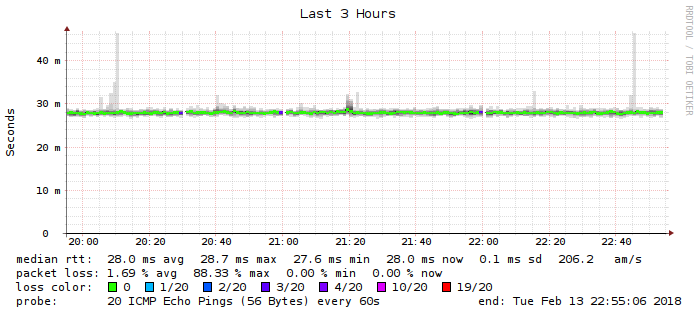 Last 3 Hours
RRDTOOL / TOBI OETIKER
Seconds
40 m
30 m
20 m
10 m
0
20:00 20:20 20:40 21:00 21:20 21:40 22:00 22:20 22:40
median rtt: 28.0 ms avg 28.7 ms max 27.6 ms min 28.0 ms now 0.1 ms sd 206.2 am/s
packet loss: 1.69 % avg 88.33 % max 0.00 % min 0.00 % now
loss color: 0 1/20 2/20 3/20 4/20 10/20 19/20
probe: 20 ICMP Echo Pings (56 Bytes) every 60s end: Tue Feb 13 22:55:06 2018